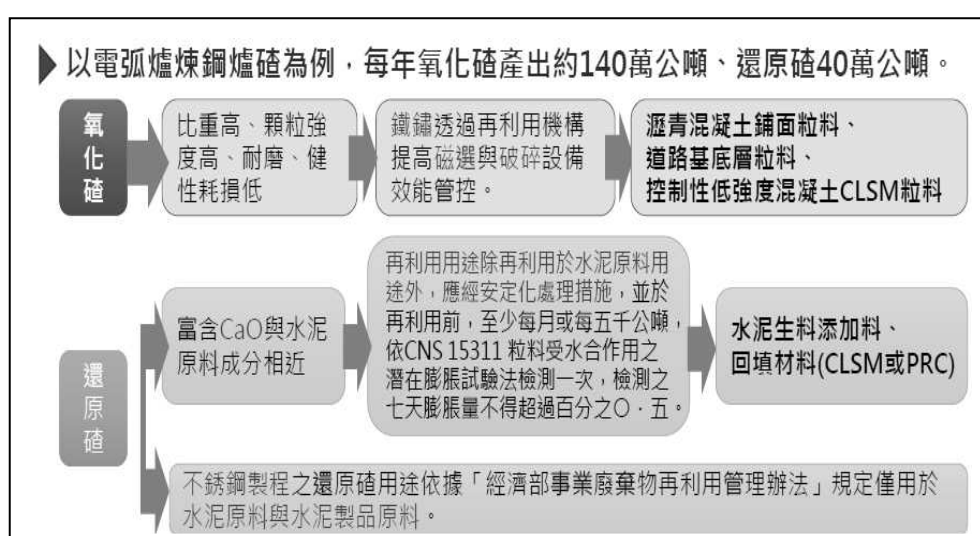 以電弧爐煉鋼爐碴為例，每年氧化碴產出約140萬公噸、還原碴40萬公噸。
氧
化
碴
比重高、顆粒強
度高、耐磨、健
性耗損低
鐵鏽透過再利用機構
提高磁選與破碎設備
效能管控。
瀝青混凝土鋪面粒料、
道路基底層粒料、
控制性低強度混凝土CLSM粒料
還
原
碴
富含CaO與水泥
原料成分相近
再利用用途除再利用於水泥原料用
途外，應經安定化處理措施，並於
再利用前，至少每月或每五千公噸，
依CNS 15311 粒料受水合作用之
潛在膨脹試驗法檢測一次，檢測之
七天膨脹量不得超過百分之〇．五。
水泥生料添加料、
回填材料(CLSM或PRC)
不銹鋼製程之還原碴用途依據「經濟部事業廢棄物再利用管理辦法」規定僅用於
水泥原料與水泥製品原料。